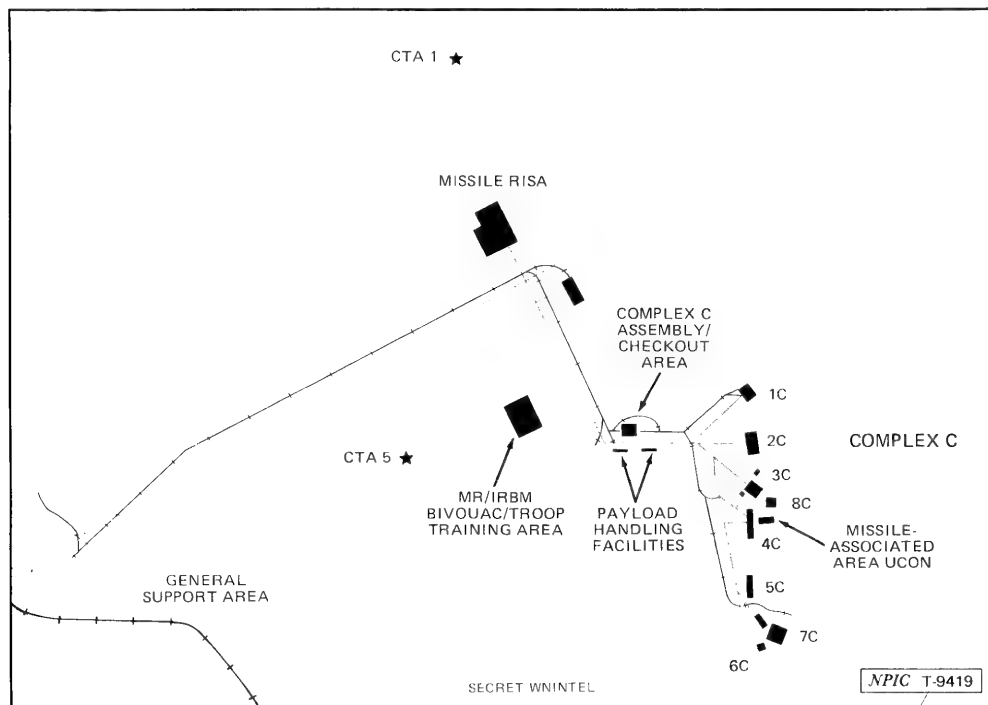 CTA 1
MISSILE RISA
COMPLEX C
ASSEMBLY/
CHECKOUT
AREA
1C
2C
COMPLEX C
3C
8C
CTA 5
MR/IRBM
BIVOUAC/TROOP
TRAINING AREA
PAYLOAD
HANDLING
FACILITIES
4C
MISSILE-
ASSOCIATED
AREA UCON
GENERAL
SUPPORT AREA
5C
7C
6C
SECRET WNINTEL
NPIC T-9419